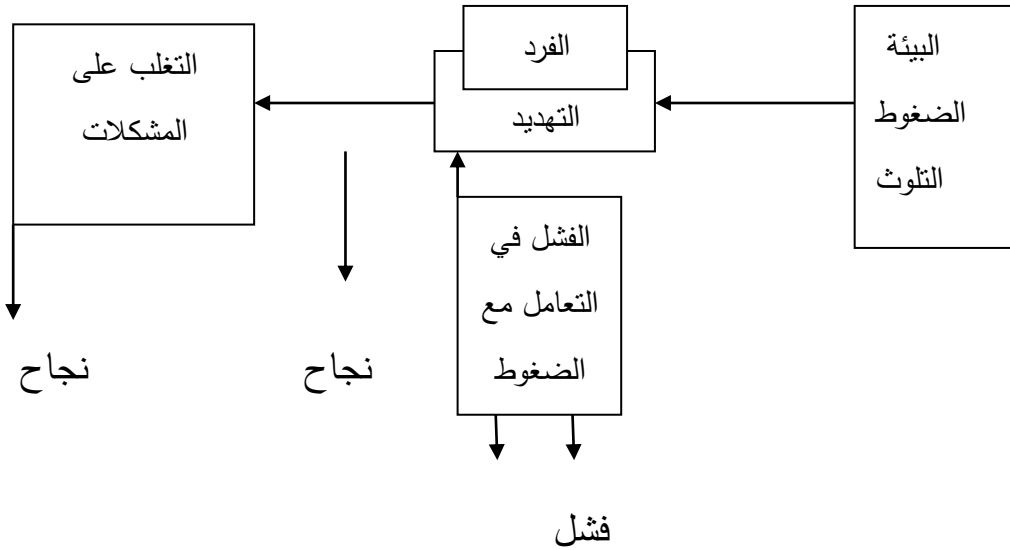 البيئة
الضغوط
التلوث
الفرد
التهديد
التغلب على
المشكلات
الفشل في
التعامل مع
الضغوط
نجاح
نجاح
فشل